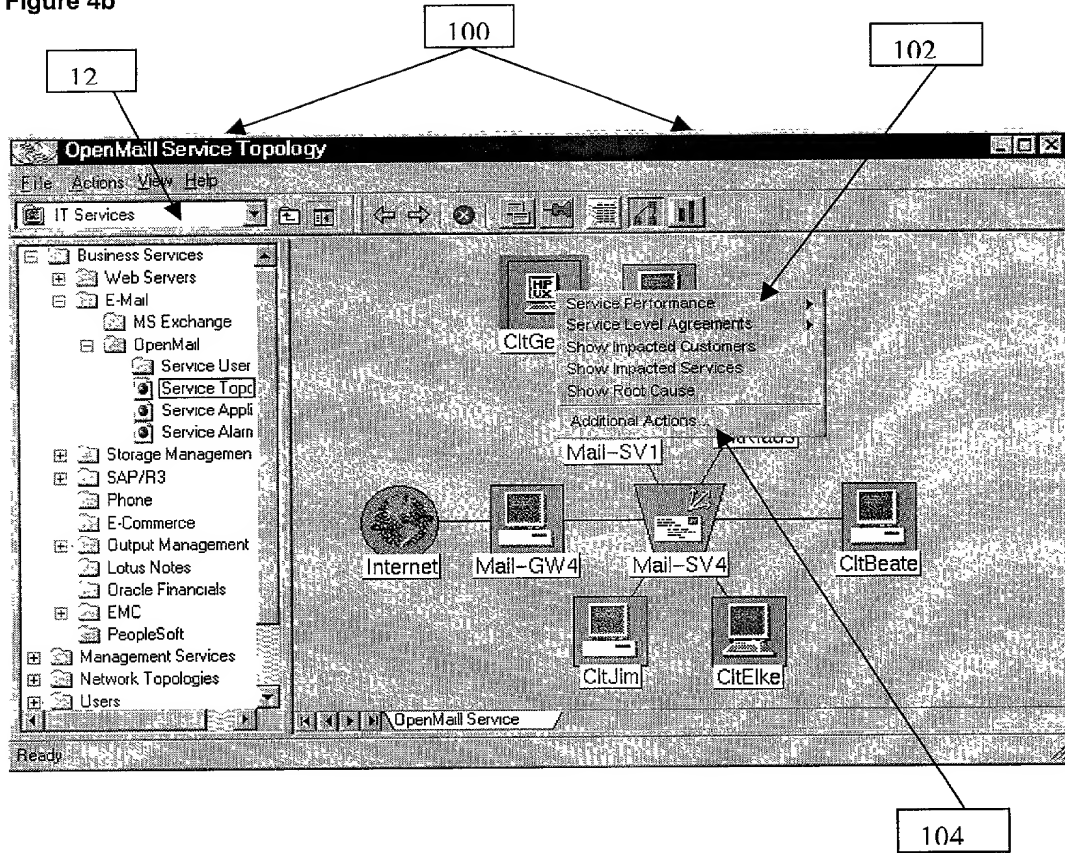 Figure 4b
100
102
12
OpenMaill Service Topology
File Actions View Help
IT Services
Business Services
Web Servers
E-Mail
MS Exchange
OpenMail
Service User
Service Topo
Service Appli
Service Alarn
Storage Managemen
SAP/R3
Phone
E-Commerce
Output Management
Lotus Notes
Oracle Financials
EMC
PeopleSoft
Management Services
Network Topologies
Users
HP
UX
CltGe
Service Performance
Service Level Agreements
Show Impacted Customers
Show Impacted Services
Show Root Cause
Additional Actions...
Mail-SV1
Internet
Mail-GW4
Mail-SV4
CltBeate
CltJim
CltElke
OpenMaill Service
Ready
104